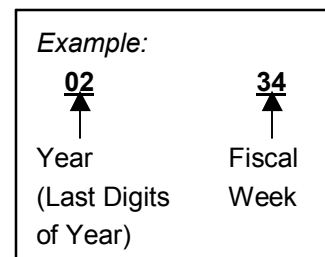 Example:
02 34
Year Fiscal
(Last Digits Week
of Year)